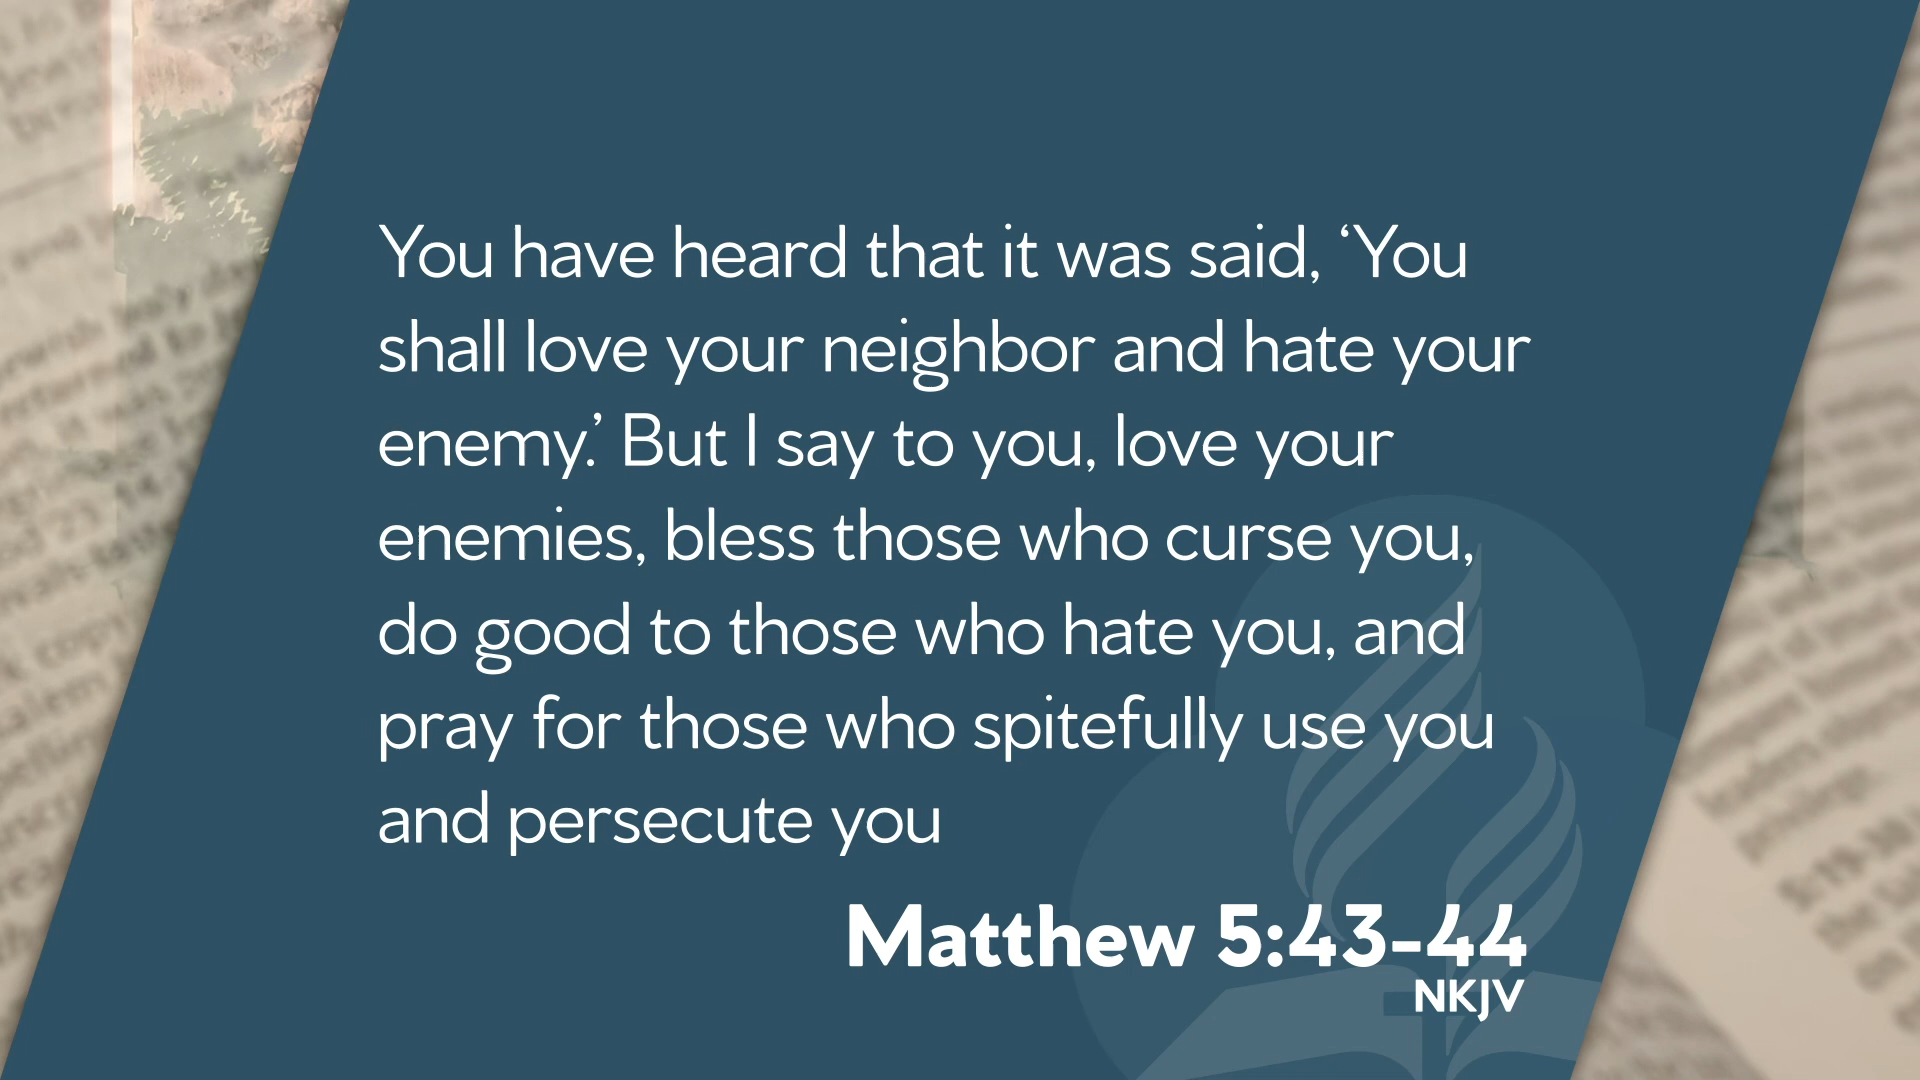 You have heard that it was said, ‘You
shall love your neighbor and hate your
enemy.’ But I say to you, love your
enemies, bless those who curse you,
do good to those who hate you, and
pray for those who spitefully use you
and persecute you
Matthew 5:43-44
NKJV